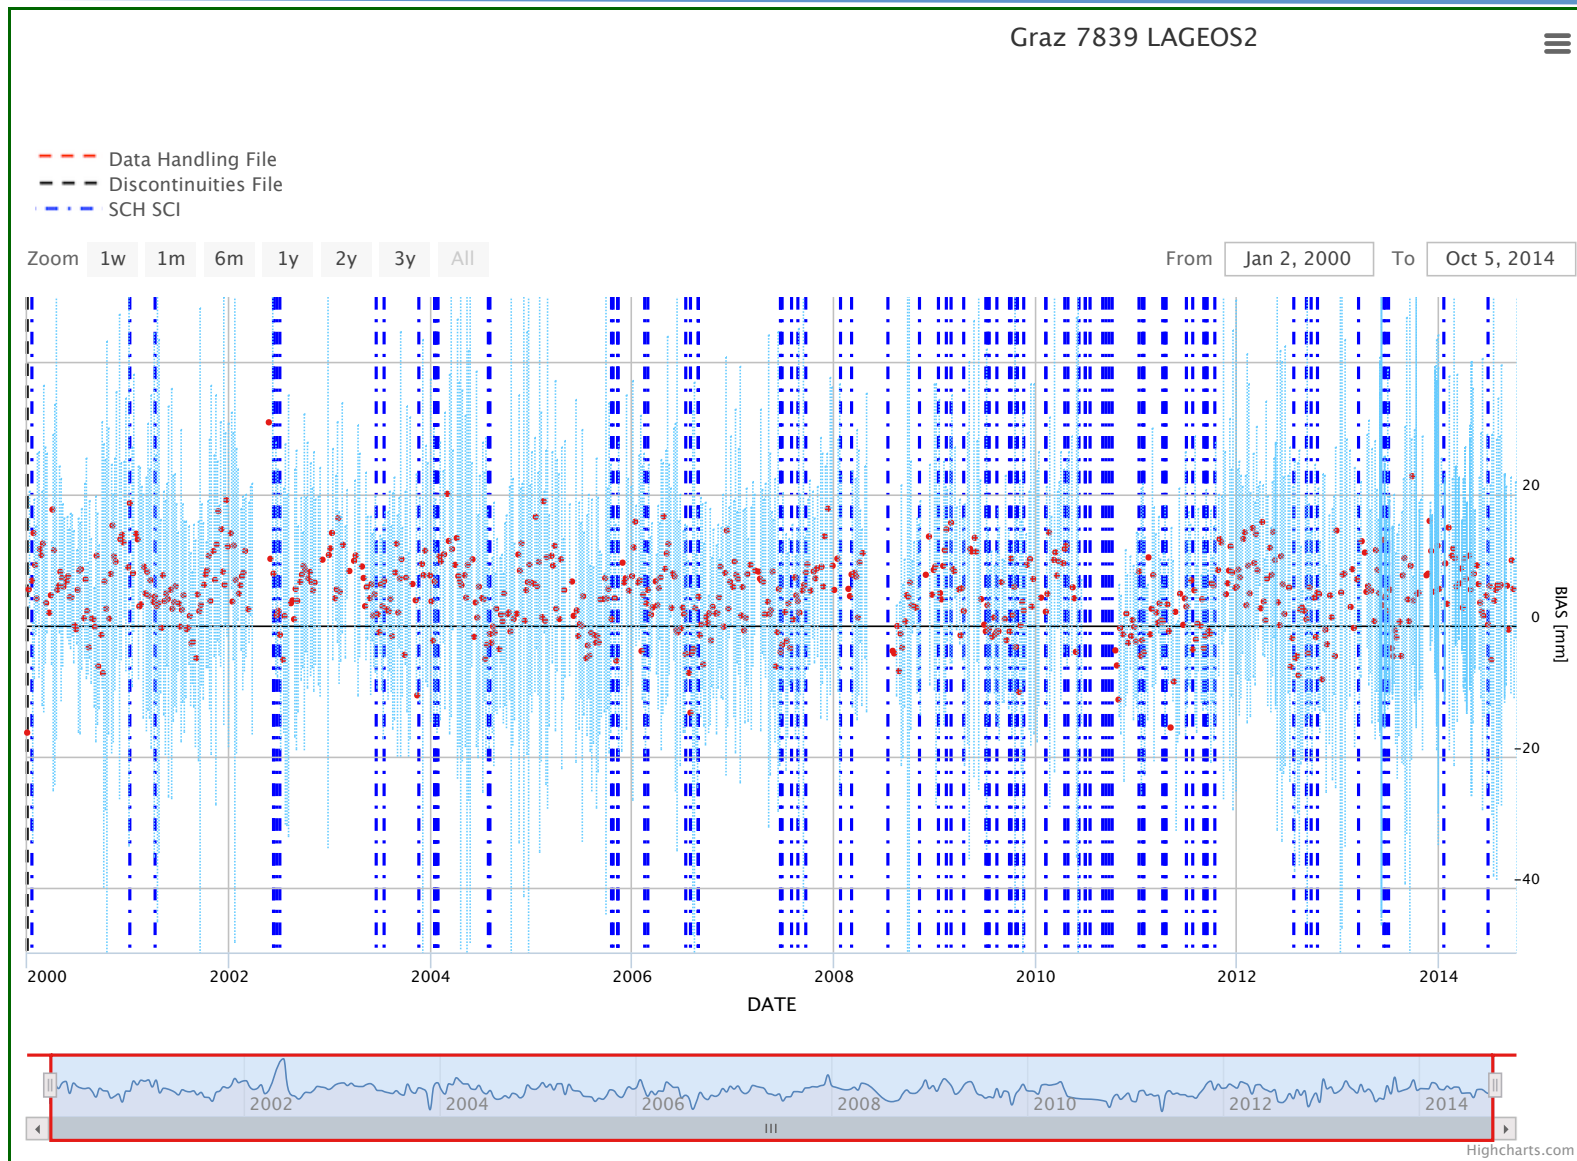 Graz 7839 LAGEOS2
Data Handling File
Discontinuities File
SCH SCI
Zoom 1w 1m 6m 1y 2y 3y All From Jan 2, 2000 To Oct 5, 2014
20
0
-20
-40
BIAS [mm]
2000 2002 2004 2006 2008 2010 2012 2014
DATE
2002 2004 2006 2008 2010 2012 2014
Highcharts.com